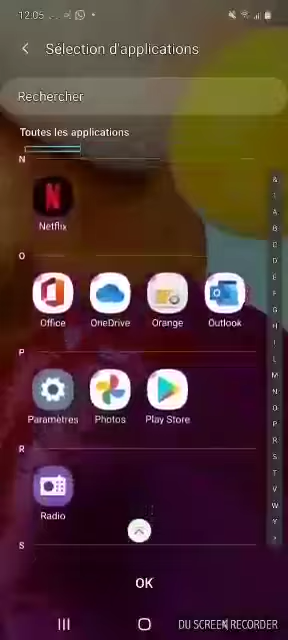 12:05
Sélection d'applications
Rechercher
Toutes les applications
N
Netflix
O
Office OneDrive Orange Outlook
P
Paramètres Photos Play Store
R
Radio
S
&
A
B
C
D
E
F
G
H
I
L
M
N
O
P
R
S
T
V
W
Y
OK
DU SCREEN RECORDER